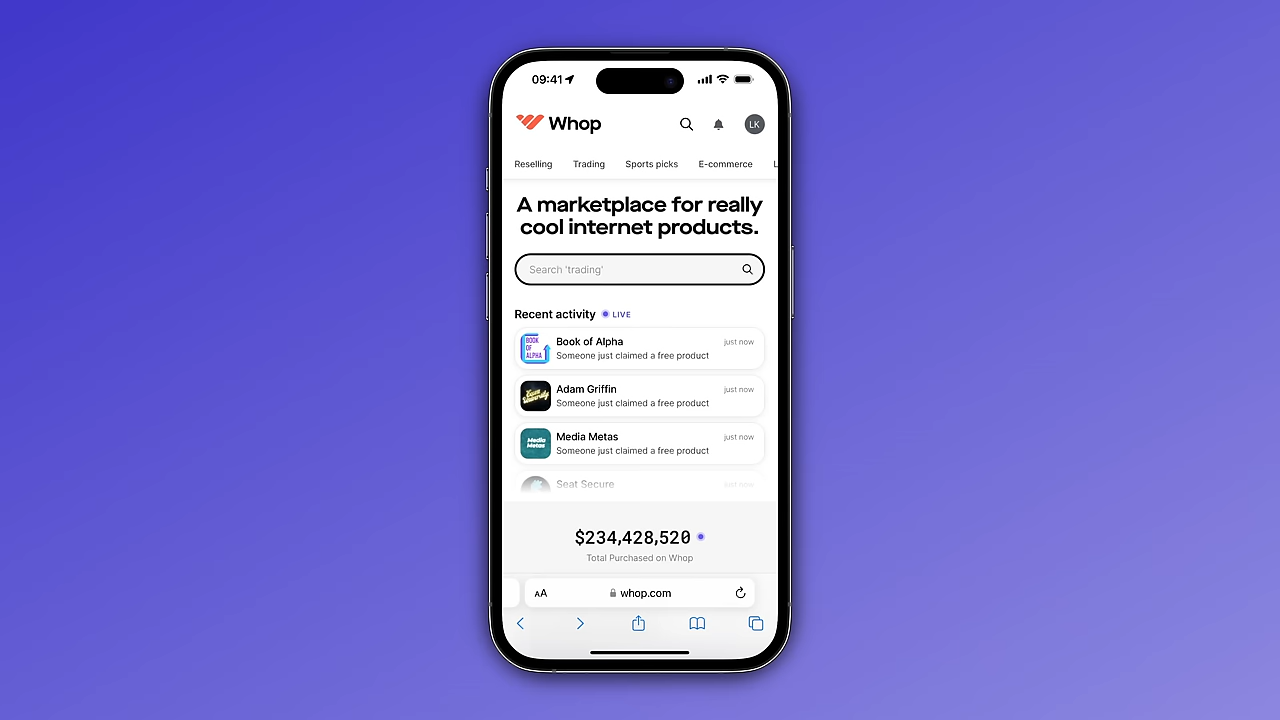 09:41
Whop
LK
Reselling Trading Sports picks E-commerce L
A marketplace for really
cool internet products.
Search 'trading'
Recent activity LIVE
BOOK
OF
ALPHA
Book of Alpha just now
Someone just claimed a free product
Adam Griffin just now
Someone just claimed a free product
Media
Metas
Media Metas just now
Someone just claimed a free product
Seat Secure just now
$234,428,520
Total Purchased on Whop
AA whop.com